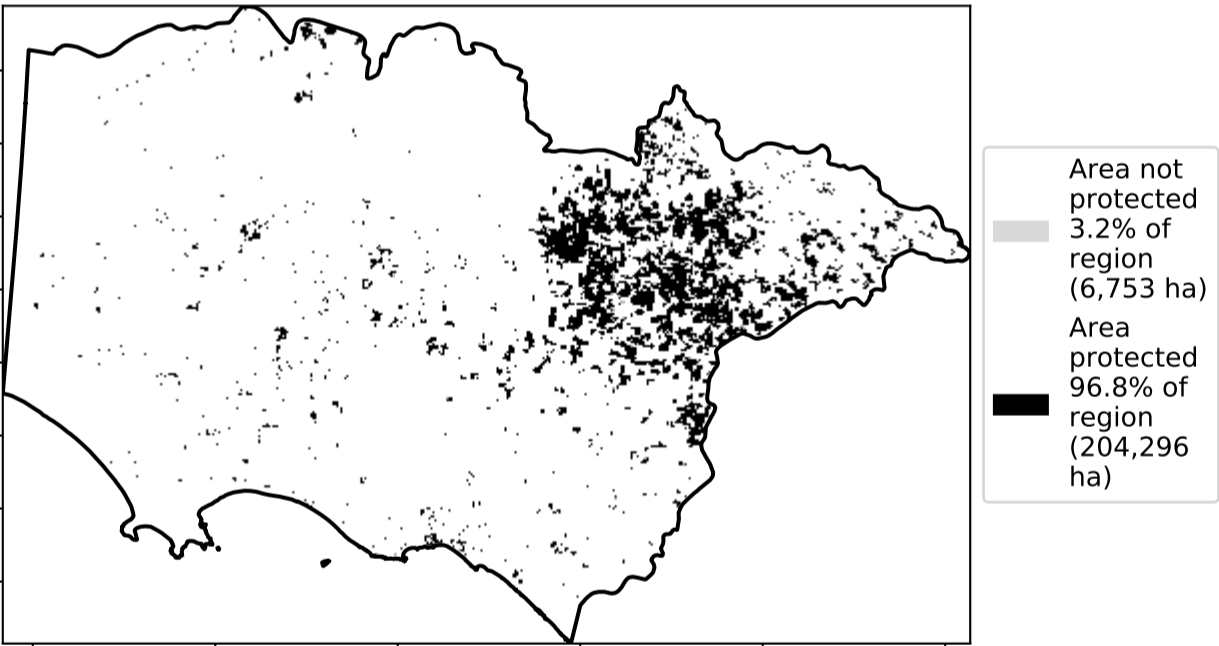 Area not
protected
3.2% of
region
(6,753 ha)
Area
protected
96.8% of
region
(204,296
ha)